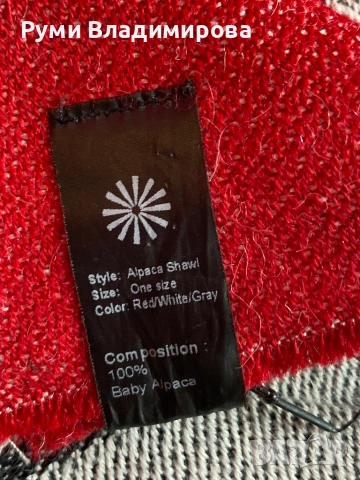 Руми Владимирова
Style: Alpaca Shawl
Size: One size
Color: Red/White/Gray
Composition :
100%
Baby Alpaca